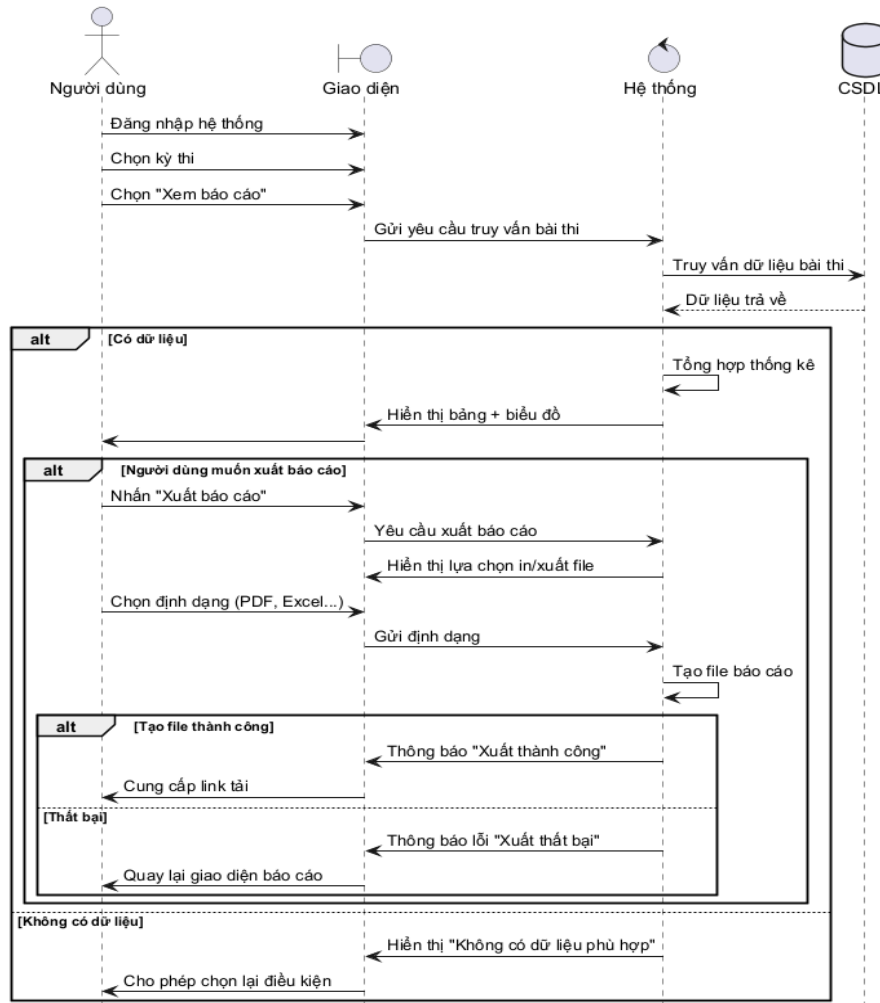 Người dùng
Giao diện
Hệ thống
CSDL
Đăng nhập hệ thống
Chọn kỳ thi
Chọn "Xem báo cáo"
Gửi yêu cầu truy vấn bài thi
Truy vấn dữ liệu bài thi
Dữ liệu trả về
alt
[Có dữ liệu]
Tổng hợp thống kê
Hiển thị bảng + biểu đồ
alt
[Người dùng muốn xuất báo cáo]
Nhấn "Xuất báo cáo"
Yêu cầu xuất báo cáo
Hiển thị lựa chọn in/xuất file
Chọn định dạng (PDF, Excel...)
Gửi định dạng
Tạo file báo cáo
alt
[Tạo file thành công]
Thông báo "Xuất thành công"
Cung cấp link tải
[Thất bại]
Thông báo lỗi "Xuất thất bại"
Quay lại giao diện báo cáo
[Không có dữ liệu]
Hiển thị "Không có dữ liệu phù hợp"
Cho phép chọn lại điều kiện